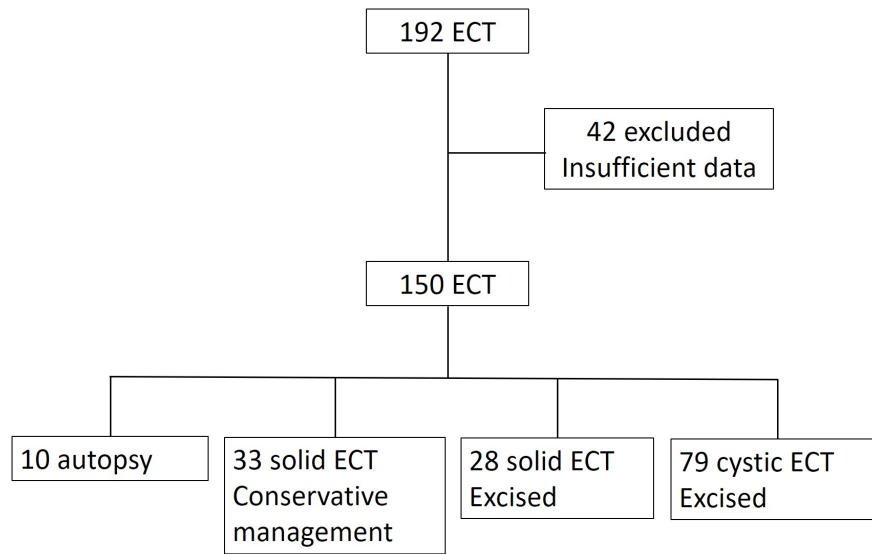 192 ECT
42 excluded
Insufficient data
150 ECT
10 autopsy
33 solid ECT
Conservative
management
28 solid ECT
Excised
79 cystic ECT
Excised